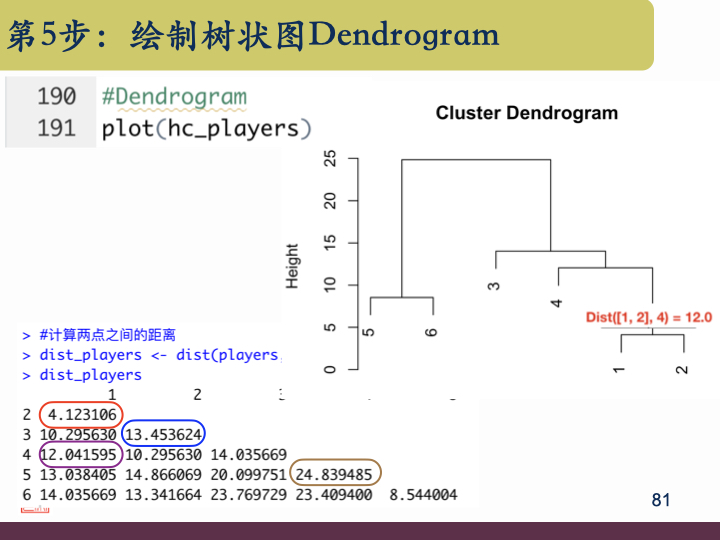 第5步：绘制树状图Dendrogram
190 #Dendrogram
191 plot(hc_players)
Cluster Dendrogram
Height
0 5 10 15 20 25
5
6
3
4
1
2
Dist([1, 2], 4) = 12.0
> #计算两点之间的距离
> dist_players <- dist(players,
> dist_players
1 2
2 4.123106
3 10.295630 13.453624
4 12.041595 10.295630 14.035669
5 13.038405 14.866069 20.099751 24.839485
6 14.035669 13.341664 23.769729 23.409400 8.544004
81